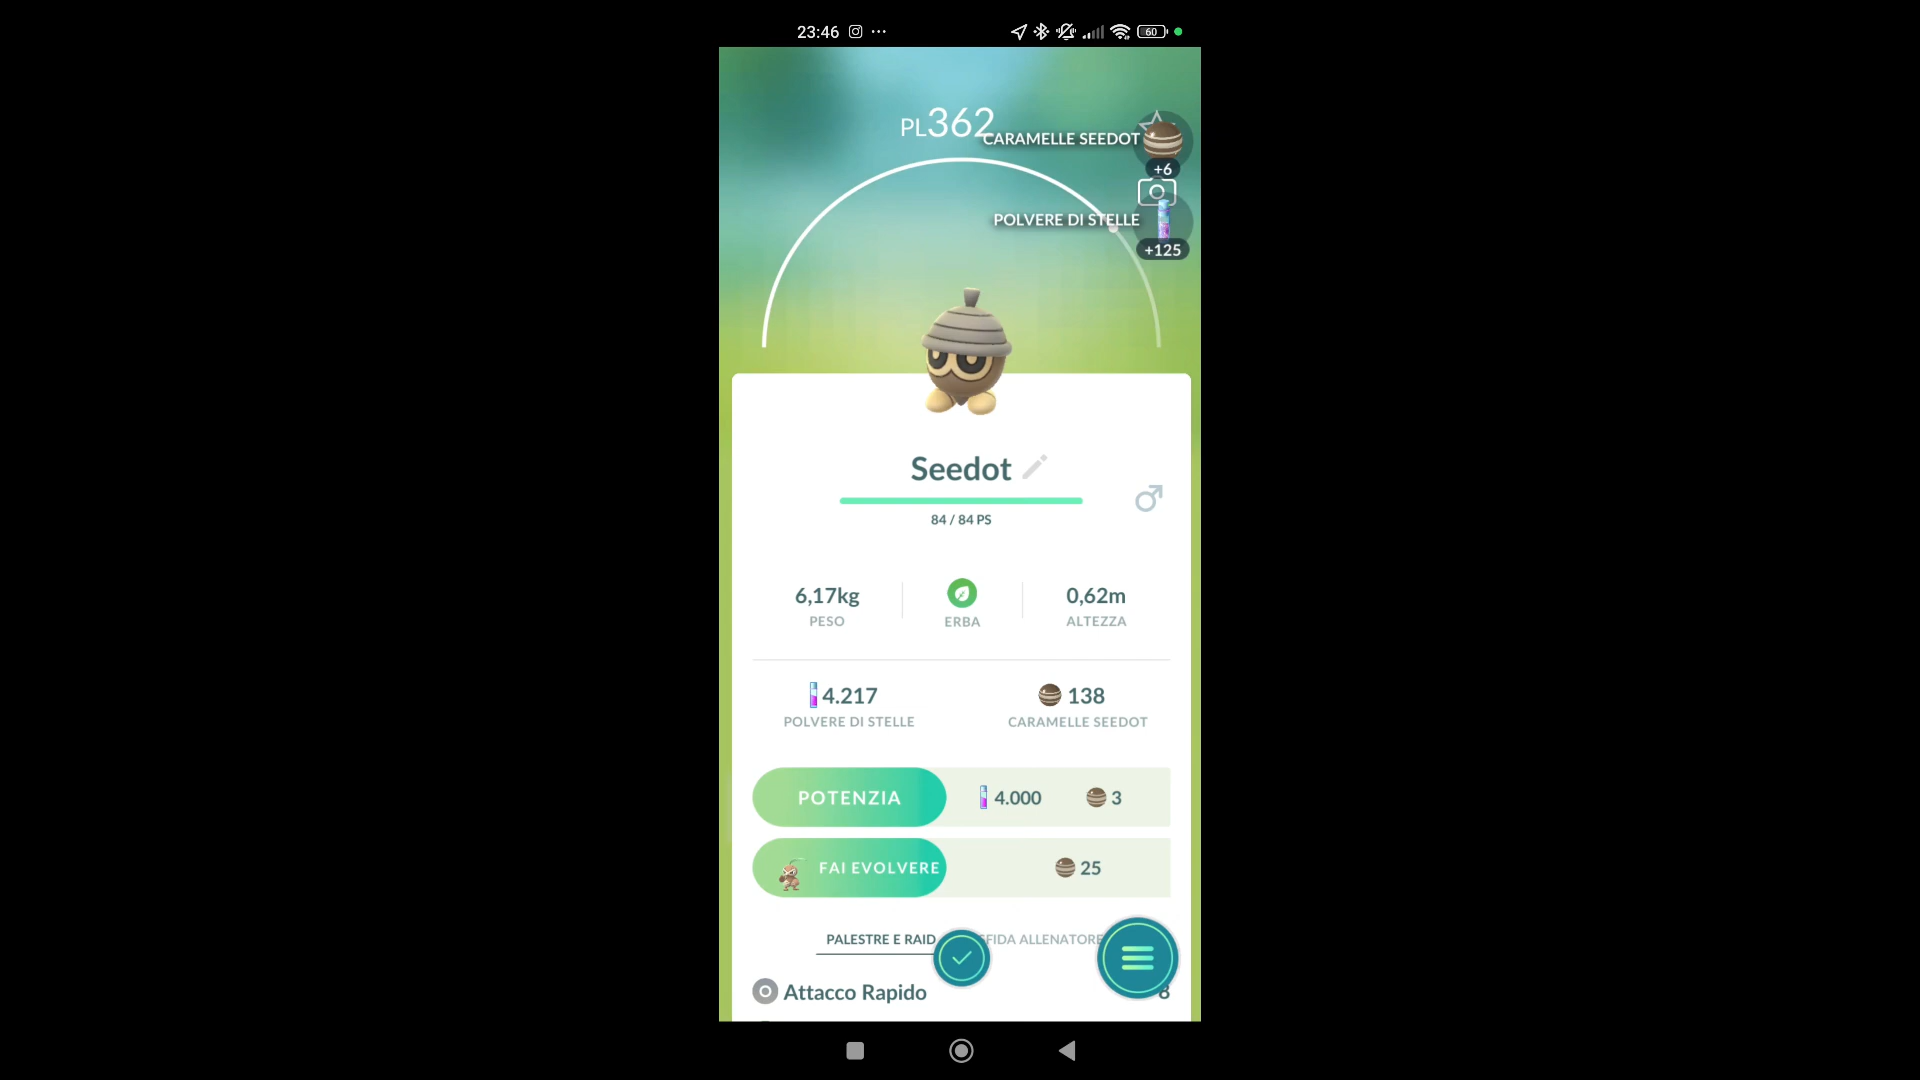 23:46
60
PL362
CARAMELLE SEEDOT
+6
POLVERE DI STELLE
+125
Seedot
84 / 84 PS
6,17kg
PESO
ERBA
0,62m
ALTEZZA
4.217
POLVERE DI STELLE
138
CARAMELLE SEEDOT
POTENZIA
4.000
3
FAI EVOLVERE
25
PALESTRE E RAID
SFIDA ALLENATORE
Attacco Rapido
8